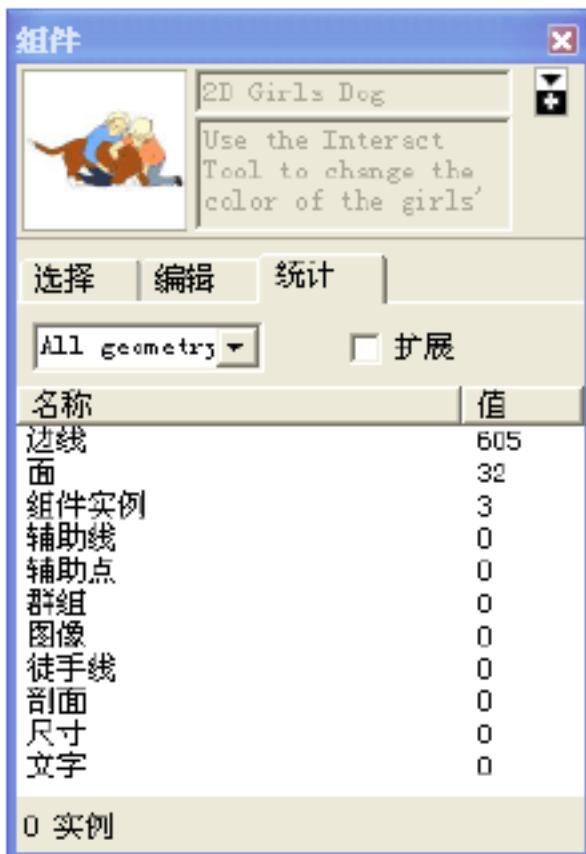 组件
2D Girls Dog
Use the Interact
Tool to change the
color of the girls'
选择 编辑 统计
All geometry 扩展
名称 值
边线 605
面 32
组件实例 3
辅助线 0
辅助点 0
群组 0
图像 0
徒手线 0
剖面 0
尺寸 0
文字 0
0 实例